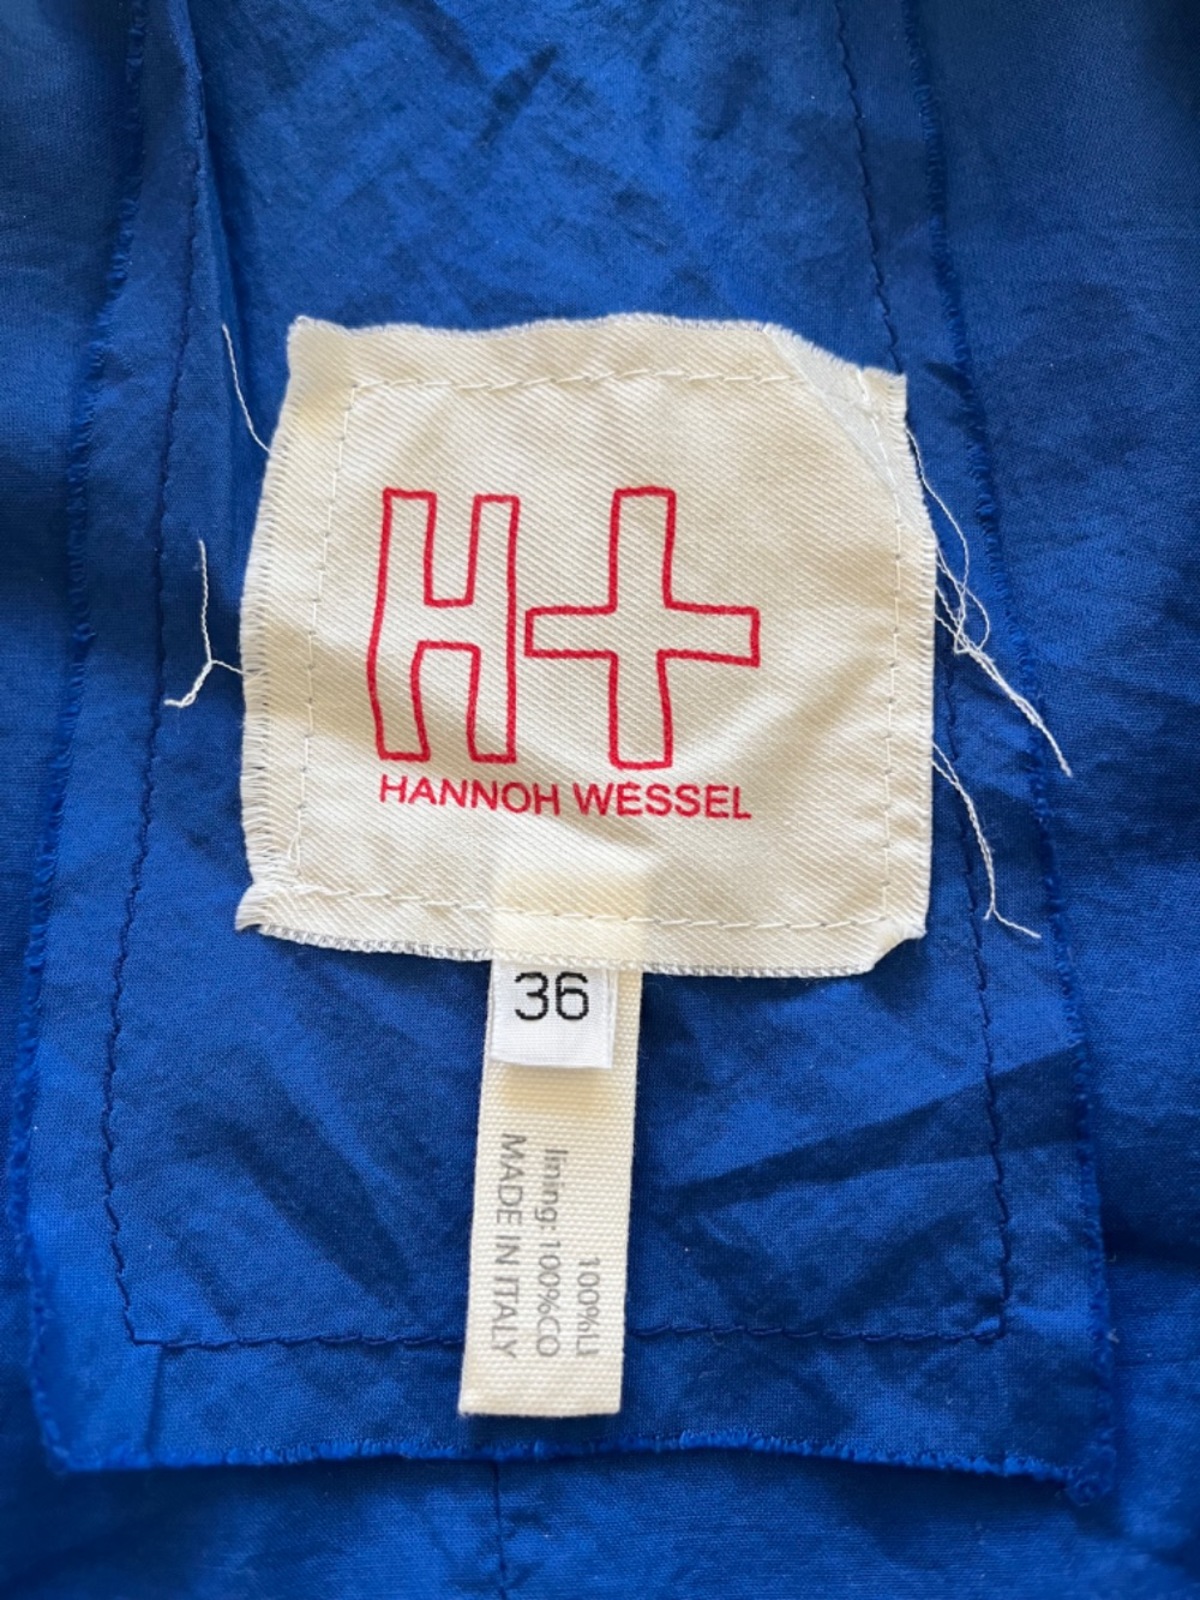 H+
HANNOH WESSEL
36
100%LI
lining: 100%CO
MADE IN ITALY